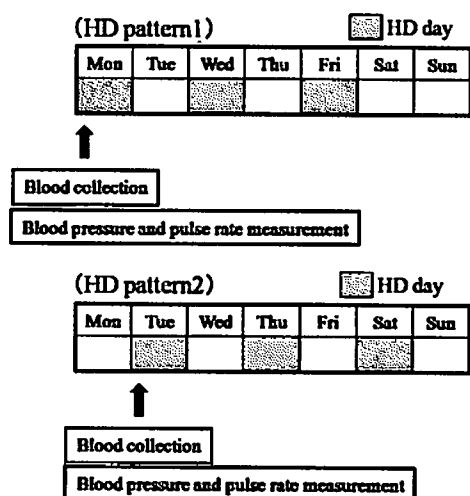 (HD pattern1) HD day
Mon Tue Wed Thu Fri Sat Sun
Blood collection
Blood pressure and pulse rate measurement
(HD pattern2) HD day
Mon Tue Wed Thu Fri Sat Sun
Blood collection
Blood pressure and pulse rate measurement